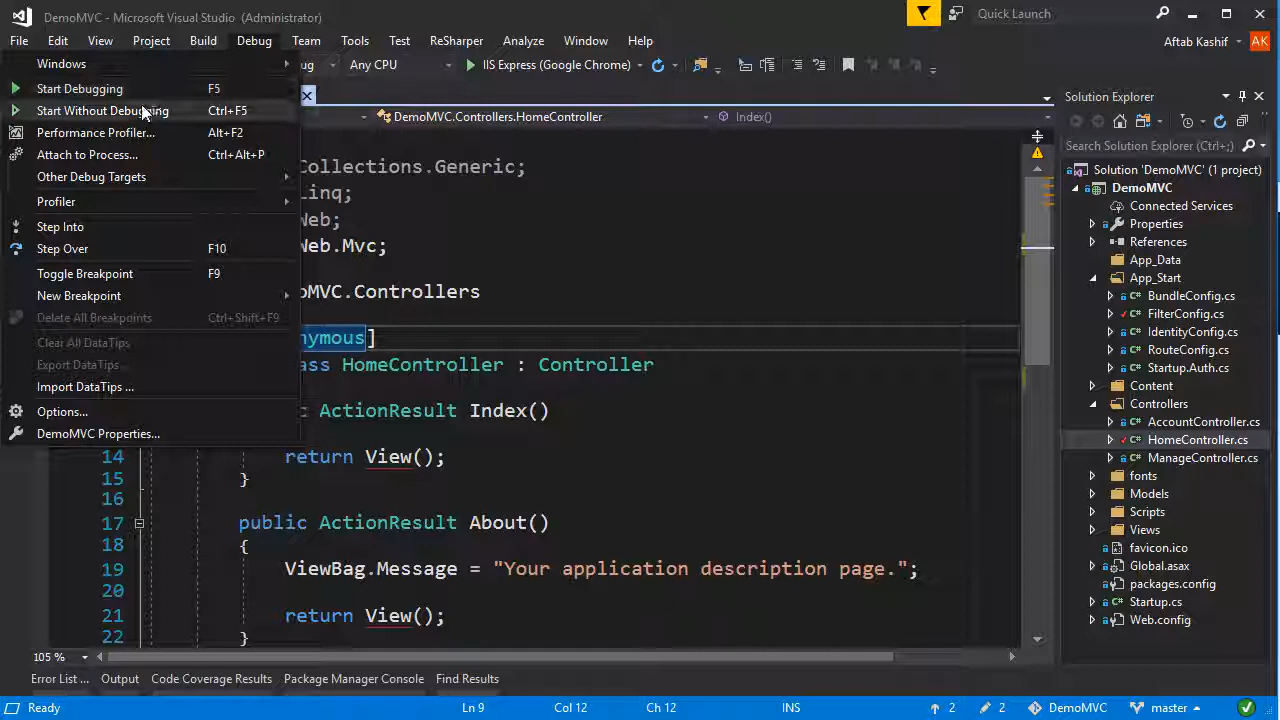 DemoMVC - Microsoft Visual Studio (Administrator)
Quick Launch
File Edit View Project Build Debug Team Tools Test ReSharper Analyze Window Help
Aftab Kashif AK
Any CPU IIS Express (Google Chrome)
Windows
Start Debugging F5
Start Without Debugging Ctrl+F5
Performance Profiler... Alt+F2
Attach to Process... Ctrl+Alt+P
Other Debug Targets
Profiler
Step Into
Step Over F10
Toggle Breakpoint F9
New Breakpoint
Delete All Breakpoints Ctrl+Shift+F9
Clear All DataTips
Export DataTips...
Import DataTips ...
Options...
DemoMVC Properties...
DemoMVC.Controllers.HomeController Index()
Collections.Generic;
Linq;
Web;
Web.Mvc;
oMVC.Controllers
nymous]
ass HomeController : Controller
c ActionResult Index()
14 return View();
15 }
16
17 public ActionResult About()
18 {
19 ViewBag.Message = "Your application description page.";
20
21 return View();
22 }
105 %
Solution Explorer
Search Solution Explorer (Ctrl+;)
Solution 'DemoMVC' (1 project)
DemoMVC
Connected Services
Properties
References
App_Data
App_Start
C# BundleConfig.cs
C# FilterConfig.cs
C# IdentityConfig.cs
C# RouteConfig.cs
C# Startup.Auth.cs
Content
Controllers
C# AccountController.cs
C# HomeController.cs
C# ManageController.cs
fonts
Models
Scripts
Views
favicon.ico
Global.asax
packages.config
C# Startup.cs
Web.config
Error List ... Output Code Coverage Results Package Manager Console Find Results
Ready Ln 9 Col 12 Ch 12 INS 2 2 DemoMVC master